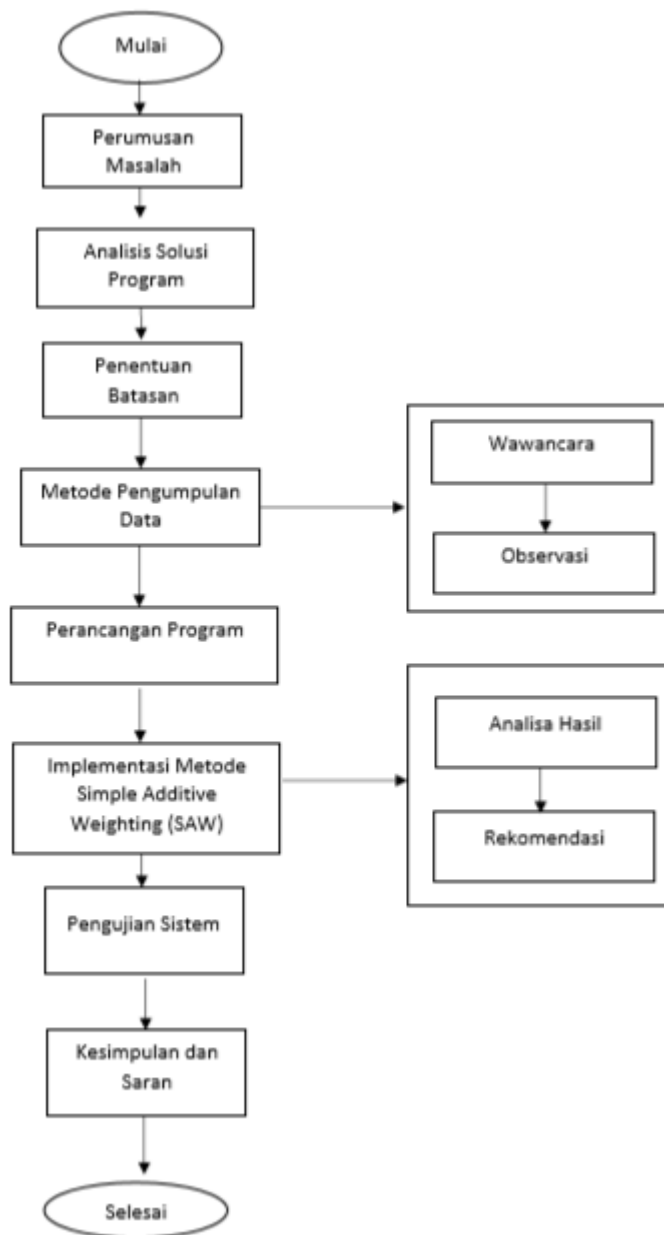 Mulai
Perumusan
Masalah
Analisis Solusi
Program
Penentuan
Batasan
Metode Pengumpulan
Data
Wawancara
Observasi
Perancangan Program
Implementasi Metode
Simple Additive
Weighting (SAW)
Analisa Hasil
Rekomendasi
Pengujian Sistem
Kesimpulan dan
Saran
Selesai